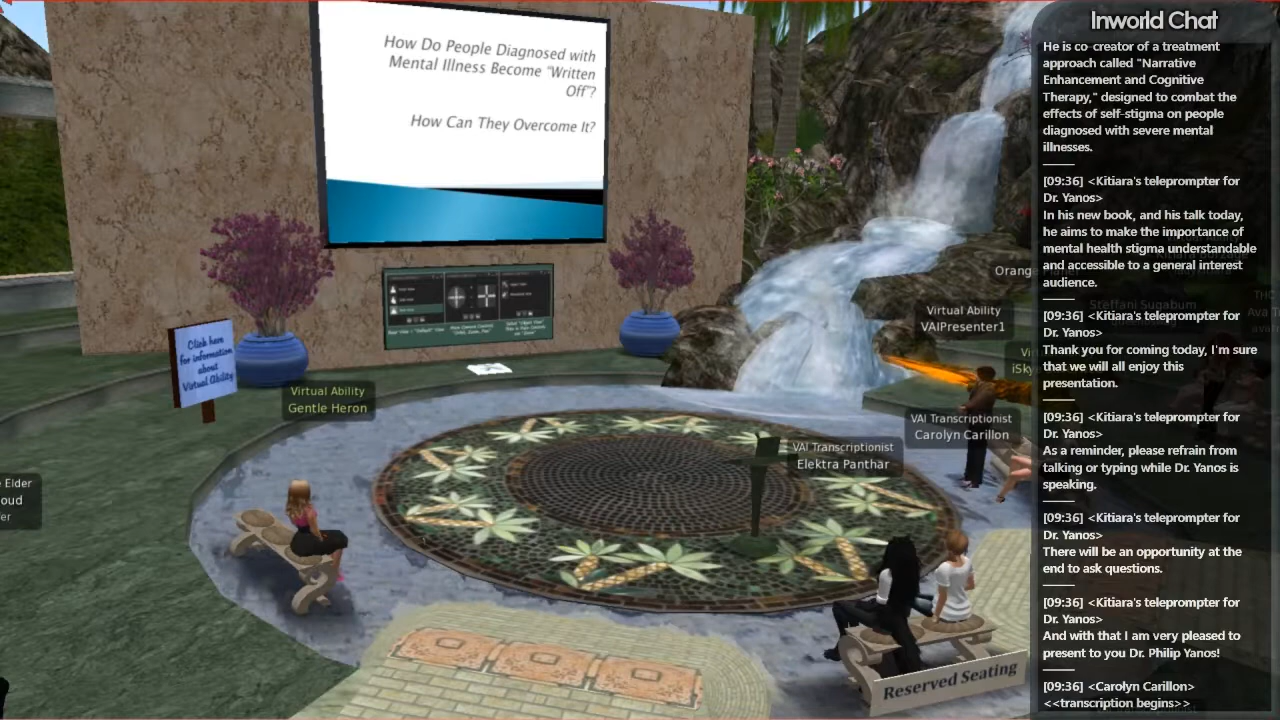 How Do People Diagnosed with
Mental Illness Become "Written
Off"?
How Can They Overcome It?
Click here
for information
about
Virtual Ability
Virtual Ability
Gentle Heron
Elder
oud
fer
Orange
Virtual Ability
VAIPresenter1
VAI Transcriptionist
Carolyn Carillon
VAI Transcriptionist
Elektra Panthar
Reserved Seating
Inworld Chat
He is co-creator of a treatment
approach called "Narrative
Enhancement and Cognitive
Therapy," designed to combat the
effects of self-stigma on people
diagnosed with severe mental
illnesses.
[09:36] <Kitiara's teleprompter for
Dr. Yanos>
In his new book, and his talk today,
he aims to make the importance of
mental health stigma understandable
and accessible to a general interest
audience.
[09:36] <Kitiara's teleprompter for
Dr. Yanos>
Thank you for coming today, I'm sure
that we will all enjoy this
presentation.
[09:36] <Kitiara's teleprompter for
Dr. Yanos>
As a reminder, please refrain from
talking or typing while Dr. Yanos is
speaking.
[09:36] <Kitiara's teleprompter for
Dr. Yanos>
There will be an opportunity at the
end to ask questions.
[09:36] <Kitiara's teleprompter for
Dr. Yanos>
And with that I am very pleased to
present to you Dr. Philip Yanos!
[09:36] <Carolyn Carillon>
<<transcription begins>>